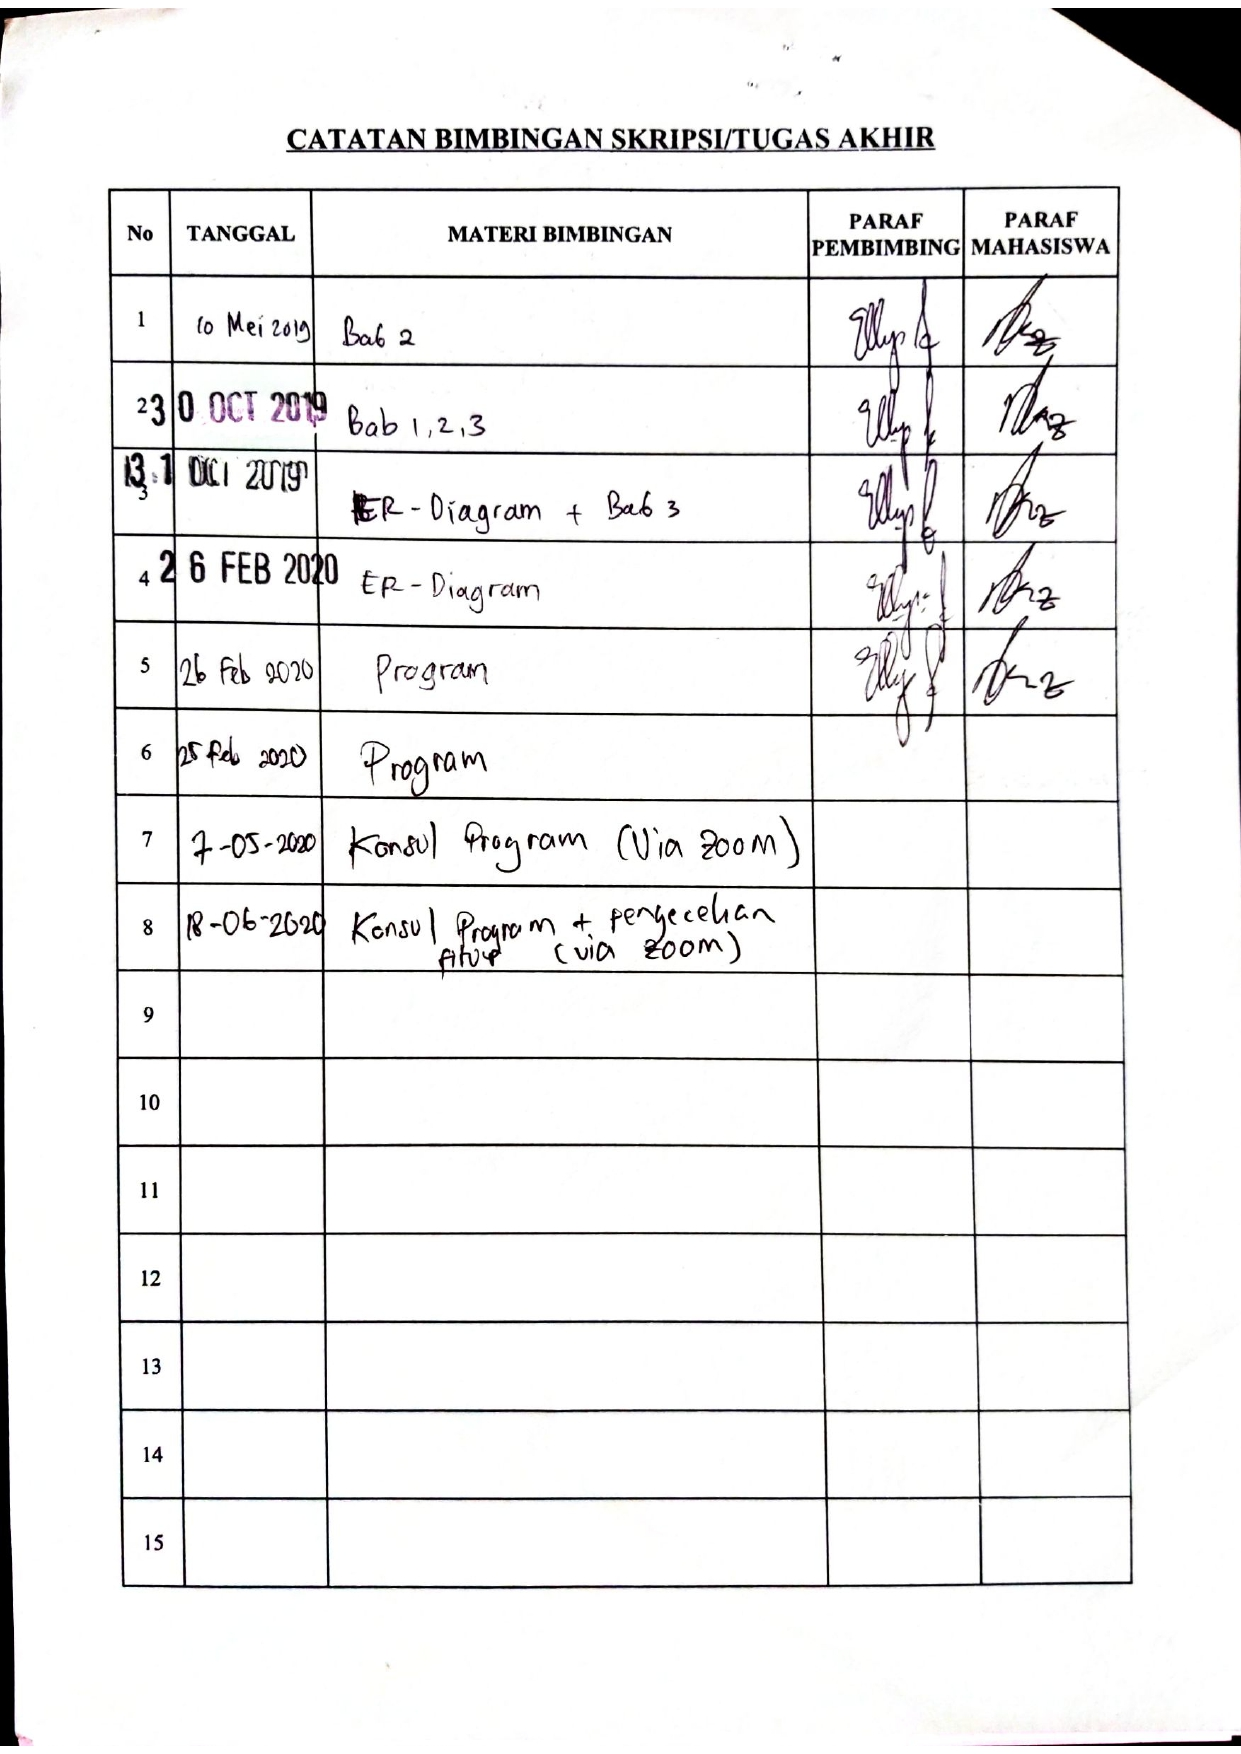 CATATAN BIMBINGAN SKRIPSI/TUGAS AKHIR
No TANGGAL MATERI BIMBINGAN PARAF PEMBIMBING PARAF MAHASISWA
1 10 Mei 2019 Bab 2
2 30 OCT 2019 Bab 1, 2, 3
3 2019 ER-Diagram + Bab 3
4 26 FEB 2020 ER-Diagram
5 26 Feb 2020 Program
6 25 Feb 2020 Program
7 7-05-2020 Konsul Program (Via Zoom)
8 18-06-2020 Konsul Program + pengecekan
fitur (via zoom)
9
10
11
12
13
14
15